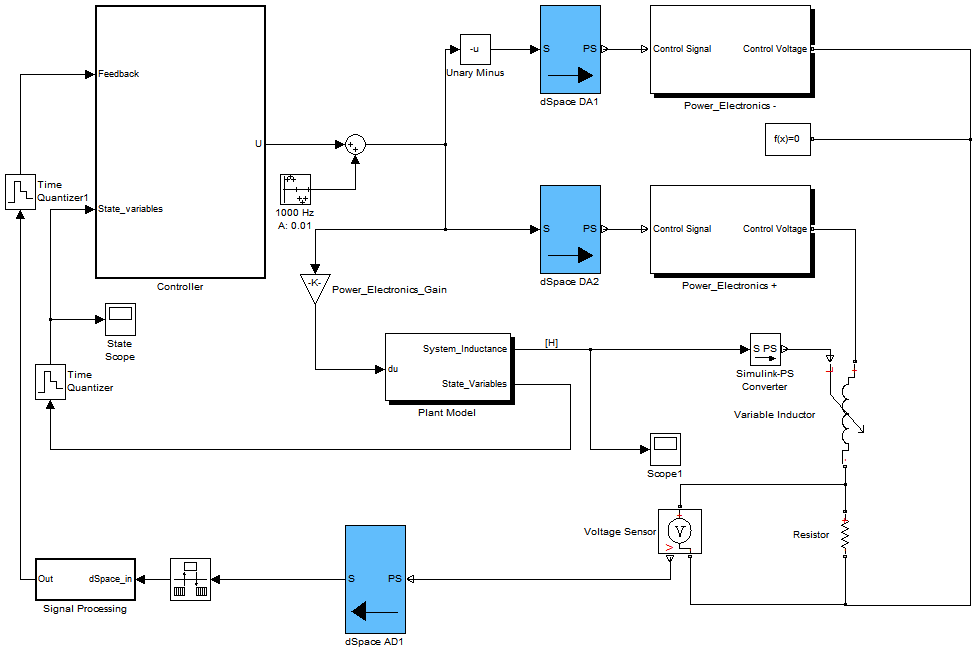 Feedback
U
State_variables
Controller
Time
Quantizer1
1000 Hz
A: 0.01
-u
Unary Minus
S PS
dSpace DA1
Control Signal Control Voltage
Power_Electronics -
f(x)=0
S PS
dSpace DA2
Control Signal Control Voltage
Power_Electronics +
-K-
Power_Electronics_Gain
State
Scope
Time
Quantizer
du
System_Inductance
State_Variables
Plant Model
[H]
S PS
Simulink-PS
Converter
Variable Inductor
Scope1
Voltage Sensor
V
V
Resistor
Out dSpace_in
Signal Processing
S PS
dSpace AD1